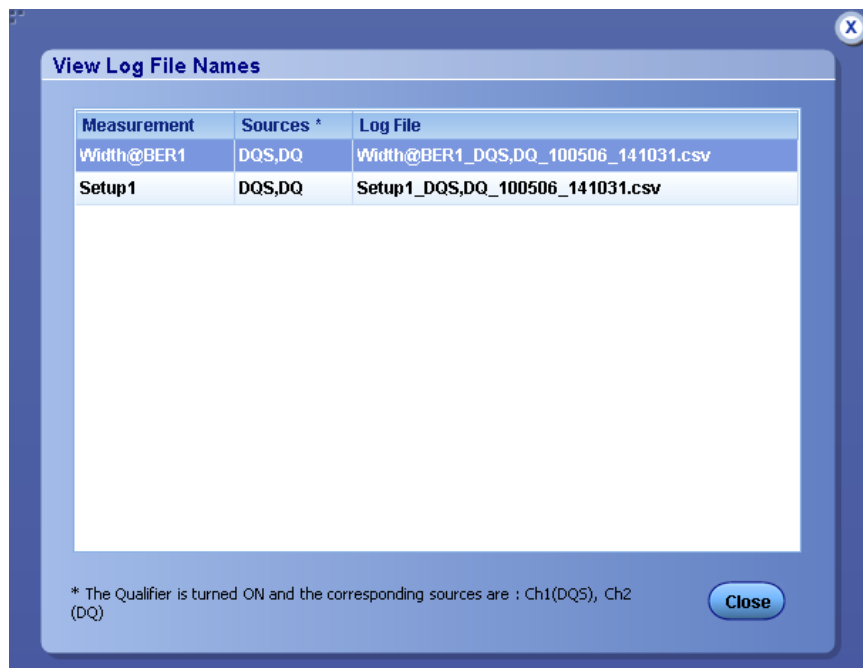 X
View Log File Names
Measurement Sources * Log File
Width@BER1 DQS,DQ Width@BER1_DQS,DQ_100506_141031.csv
Setup1 DQS,DQ Setup1_DQS,DQ_100506_141031.csv
* The Qualifier is turned ON and the corresponding sources are : Ch1(DQS), Ch2
(DQ)
Close